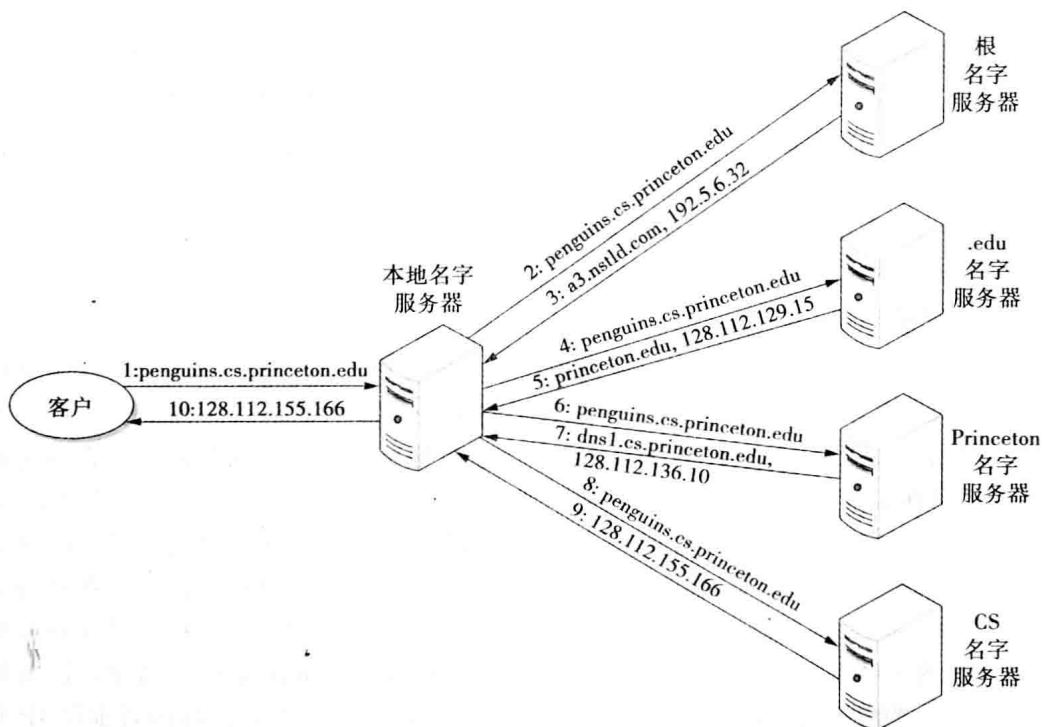 根
名字
服务器
2: penguins.cs.princeton.edu
3: a3.nstld.com, 192.5.6.32
.edu
名字
服务器
本地名字
服务器
4: penguins.cs.princeton.edu
5: princeton.edu, 128.112.129.15
1:penguins.cs.princeton.edu
客户
10:128.112.155.166
6: penguins.cs.princeton.edu
7: dns1.cs.princeton.edu,
128.112.136.10
Princeton
名字
服务器
8: penguins.cs.princeton.edu
9: 128.112.155.166
CS
名字
服务器